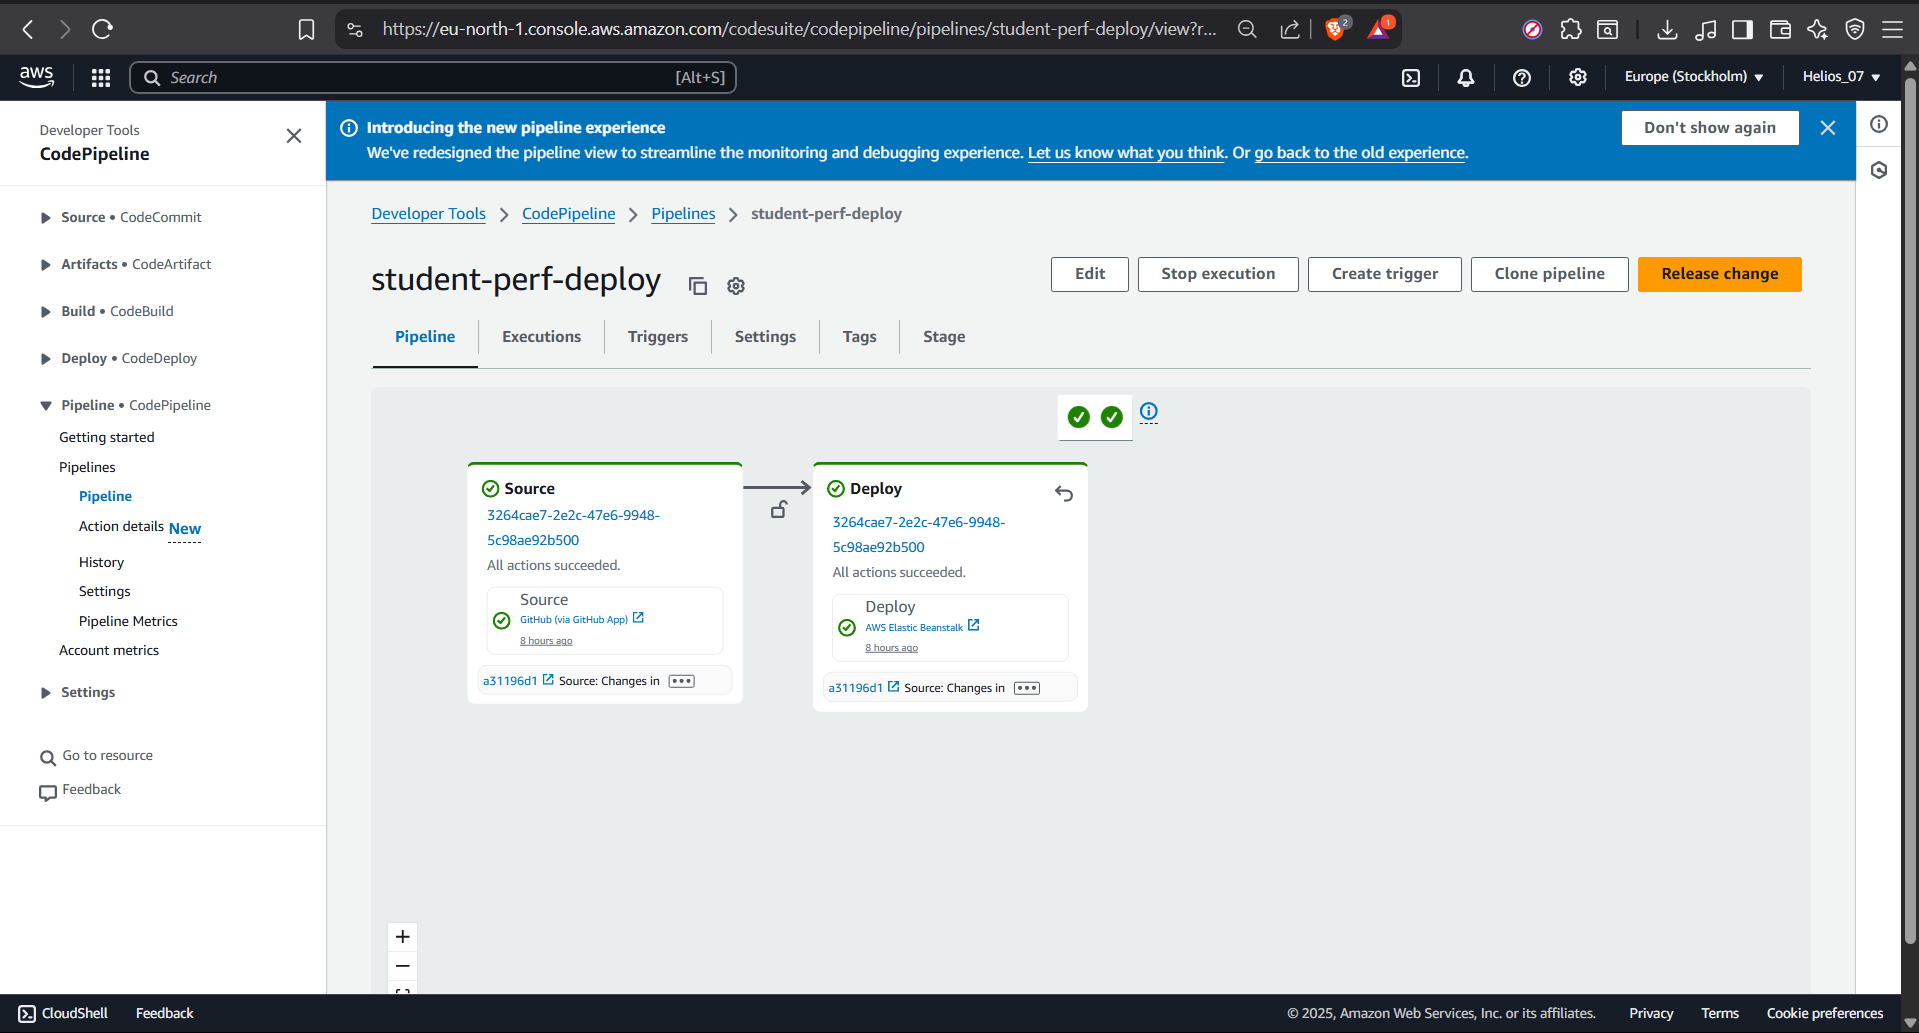 https://eu-north-1.console.aws.amazon.com/codesuite/codepipeline/pipelines/student-perf-deploy/view?r...
2
1
aws
Search
[Alt+S]
Europe (Stockholm)
Helios_07
Developer Tools
CodePipeline
Source • CodeCommit
Artifacts • CodeArtifact
Build • CodeBuild
Deploy • CodeDeploy
Pipeline • CodePipeline
Getting started
Pipelines
Pipeline
Action details New
History
Settings
Pipeline Metrics
Account metrics
Settings
Go to resource
Feedback
Introducing the new pipeline experience
We've redesigned the pipeline view to streamline the monitoring and debugging experience. Let us know what you think. Or go back to the old experience.
Don't show again
Developer Tools > CodePipeline > Pipelines > student-perf-deploy
student-perf-deploy
Edit
Stop execution
Create trigger
Clone pipeline
Release change
Pipeline
Executions
Triggers
Settings
Tags
Stage
Source
3264cae7-2e2c-47e6-9948-
5c98ae92b500
All actions succeeded.
Source
GitHub (via GitHub App)
8 hours ago
a31196d1 Source: Changes in
Deploy
3264cae7-2e2c-47e6-9948-
5c98ae92b500
All actions succeeded.
Deploy
AWS Elastic Beanstalk
8 hours ago
a31196d1 Source: Changes in
CloudShell
Feedback
© 2025, Amazon Web Services, Inc. or its affiliates.
Privacy
Terms
Cookie preferences